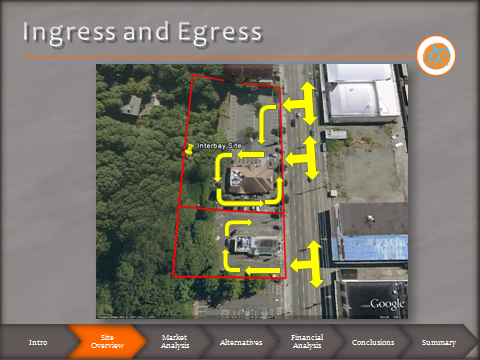 Ingress and Egress
Interbay Site
Google
Intro
Site
Overview
Market
Analysis
Alternatives
Financial
Analysis
Conclusions
Summary